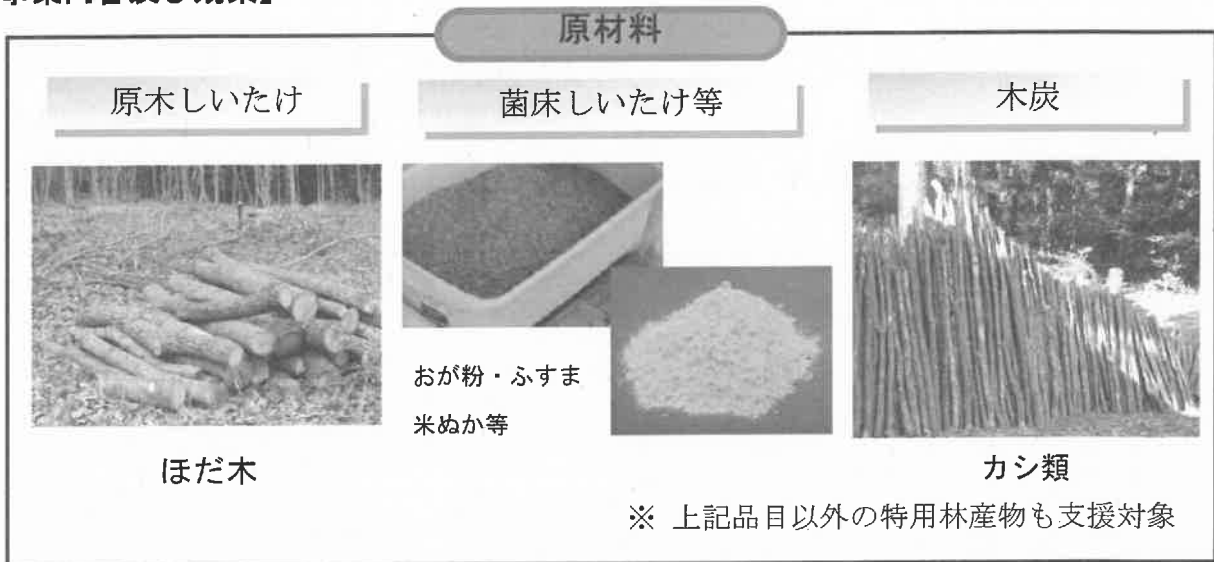 原材料
原木しいたけ
菌床しいたけ等
木炭
おが粉・ふすま
米ぬか等
ほだ木
カシ類
※ 上記品目以外の特用林産物も支援対象